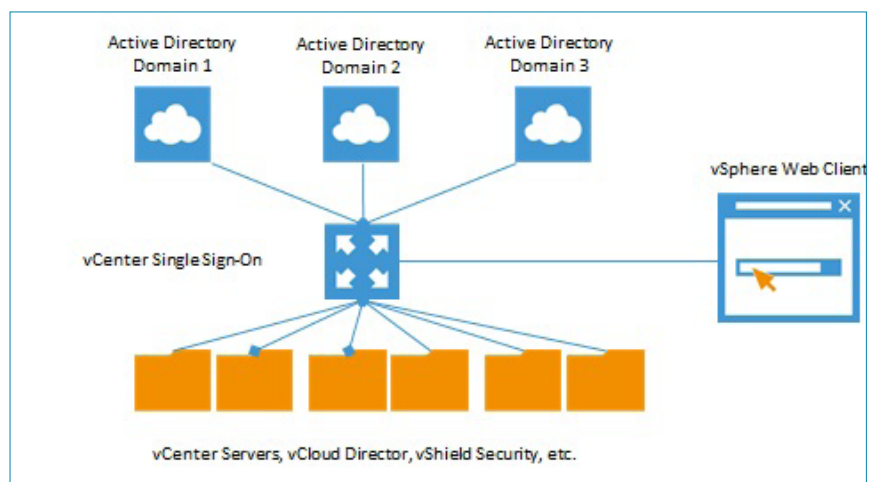 Active Directory
Domain 1
Active Directory
Domain 2
Active Directory
Domain 3
vSphere Web Client
vCenter Single Sign-On
vCenter Servers, vCloud Director, vShield Security, etc.